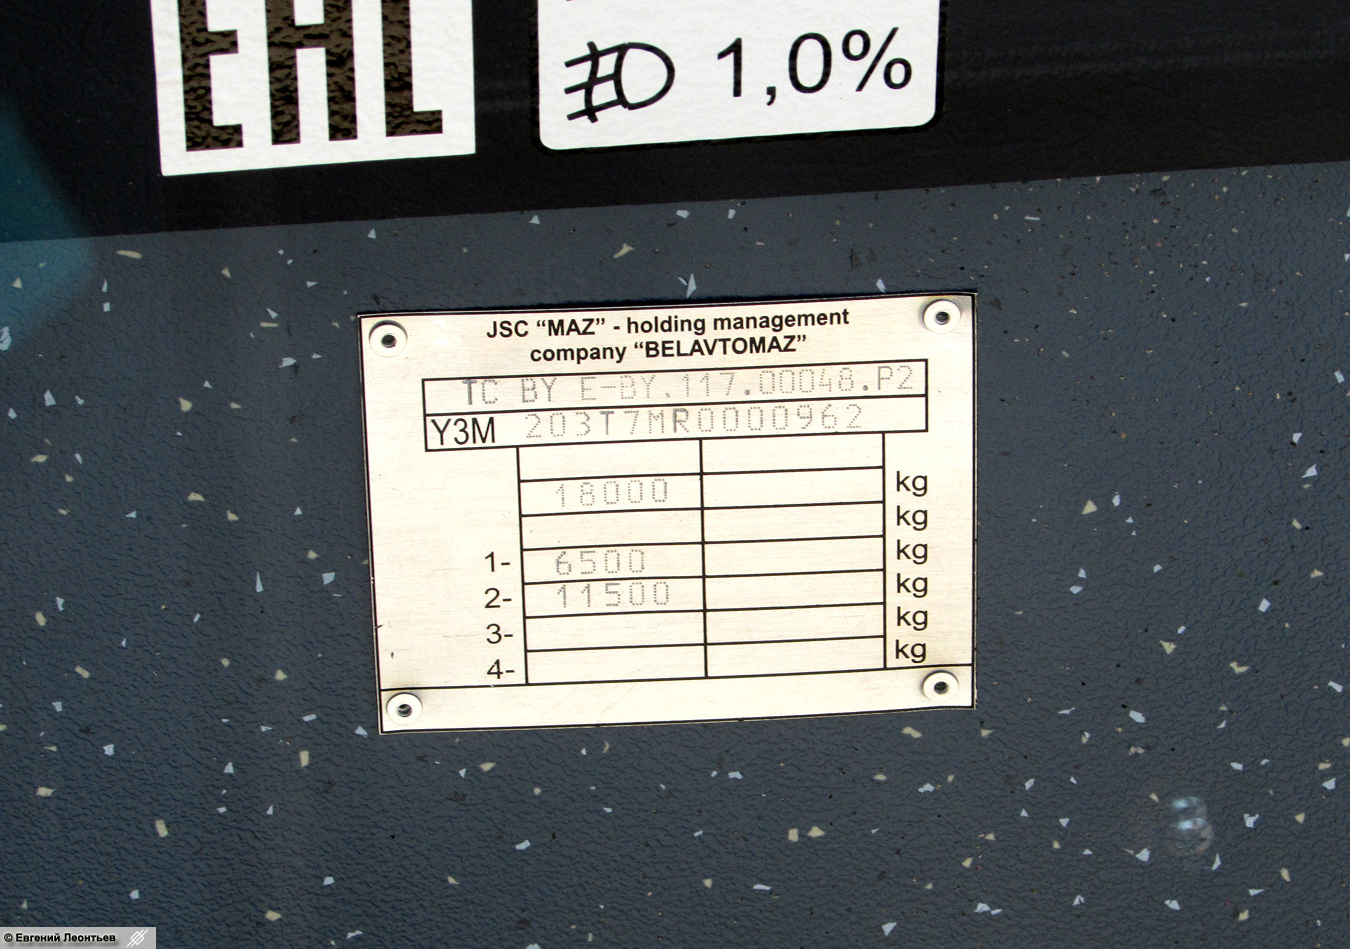 EAC
1,0%
JSC “MAZ” - holding management
company “BELAVTOMAZ”
TC BY E-BY.117.00048.P2
Y3M 203T7MR0000962
18000 kg
kg
1- 6500 kg
2- 11500 kg
3- kg
4- kg
© Евгений Леонтьев